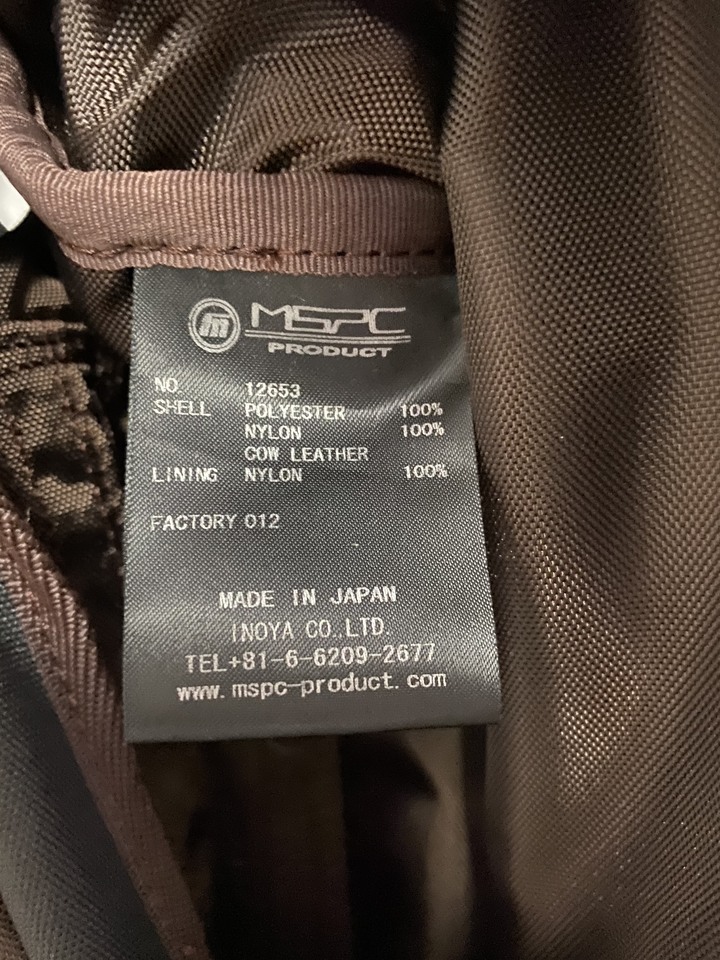 m MSPC
PRODUCT
NO 12653
SHELL POLYESTER 100%
NYLON 100%
COW LEATHER
LINING NYLON 100%
FACTORY 012
MADE IN JAPAN
INOYA CO.,LTD.
TEL+81-6-6209-2677
www.mspc-product.com